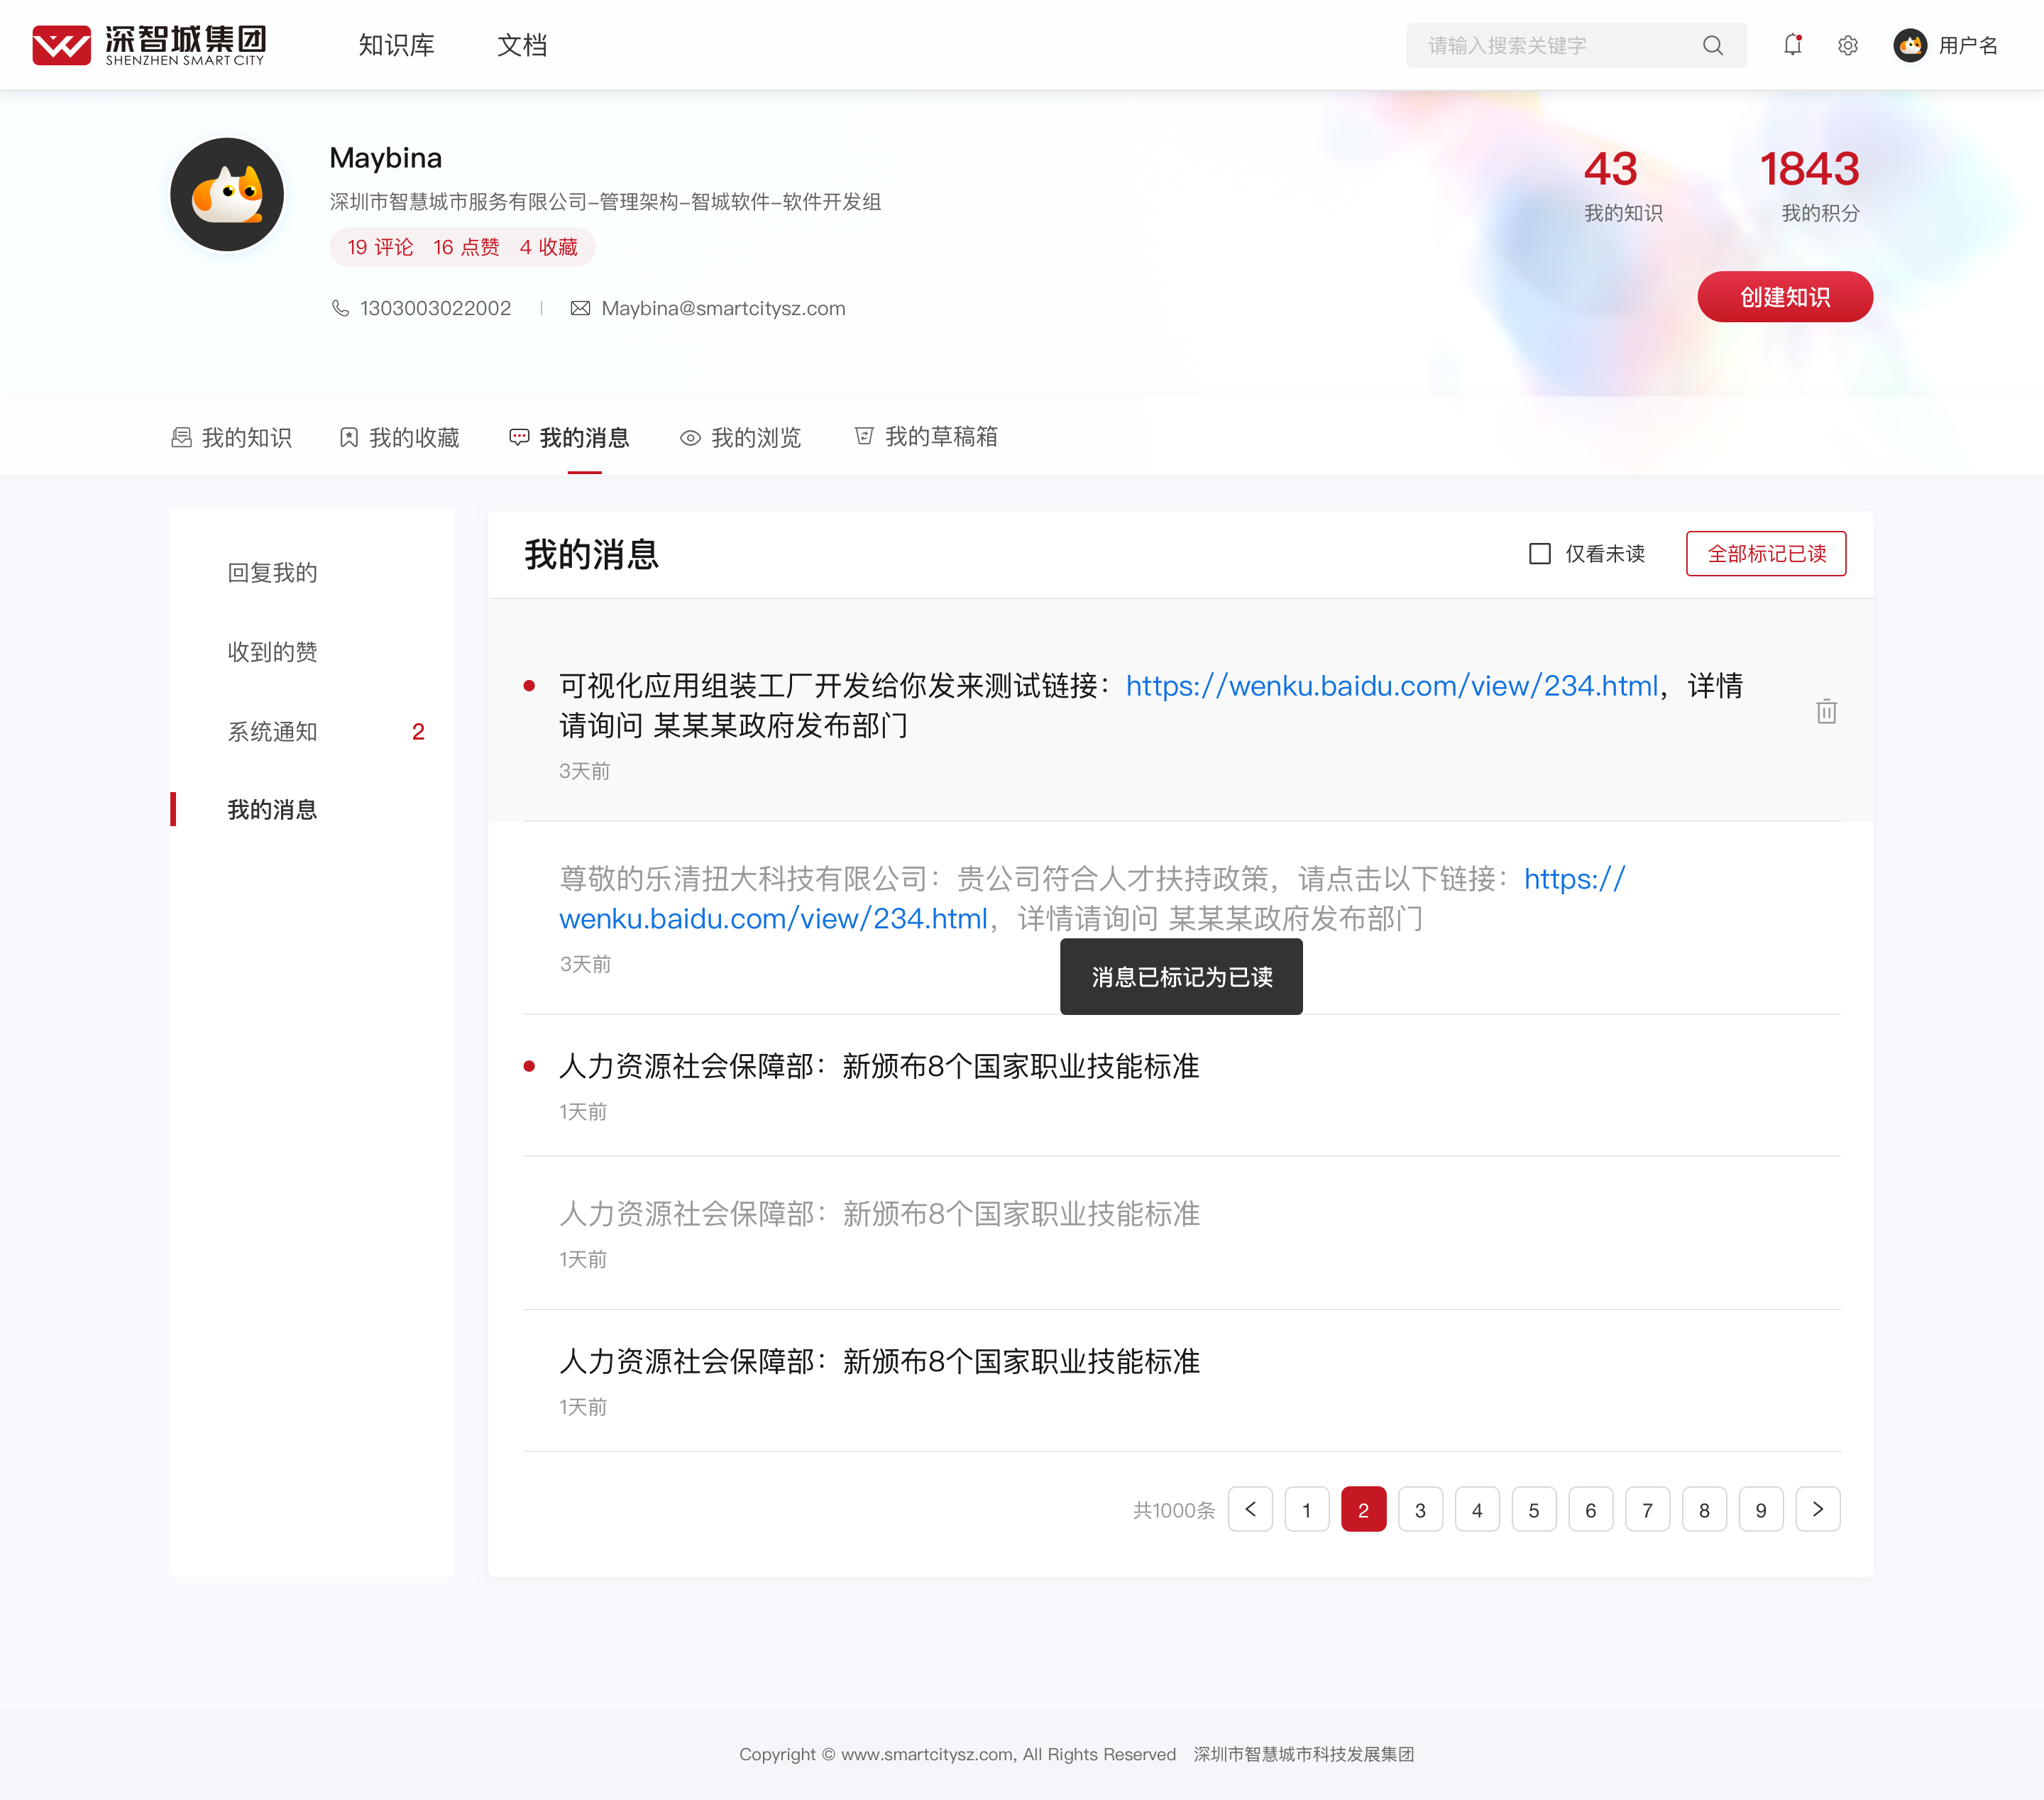 深智城集团
SHENZHEN SMART CITY
知识库 文档
请输入搜索关键字
用户名
Maybina
深圳市智慧城市服务有限公司–管理架构–智城软件–软件开发组
19 评论 16 点赞 4 收藏
1303003022002 | Maybina@smartcitysz.com
43
我的知识
1843
我的积分
创建知识
我的知识 我的收藏 我的消息 我的浏览 我的草稿箱
回复我的
收到的赞
系统通知 2
我的消息
我的消息
仅看未读
全部标记已读
可视化应用组装工厂开发给你发来测试链接：https://wenku.baidu.com/view/234.html，详情
请询问 某某某政府发布部门
3天前
尊敬的乐清扭大科技有限公司：贵公司符合人才扶持政策，请点击以下链接：https://
wenku.baidu.com/view/234.html，详情请询问 某某某政府发布部门
3天前
消息已标记为已读
人力资源社会保障部：新颁布8个国家职业技能标准
1天前
人力资源社会保障部：新颁布8个国家职业技能标准
1天前
人力资源社会保障部：新颁布8个国家职业技能标准
1天前
共1000条 < 1 2 3 4 5 6 7 8 9 >
Copyright © www.smartcitysz.com, All Rights Reserved 深圳市智慧城市科技发展集团